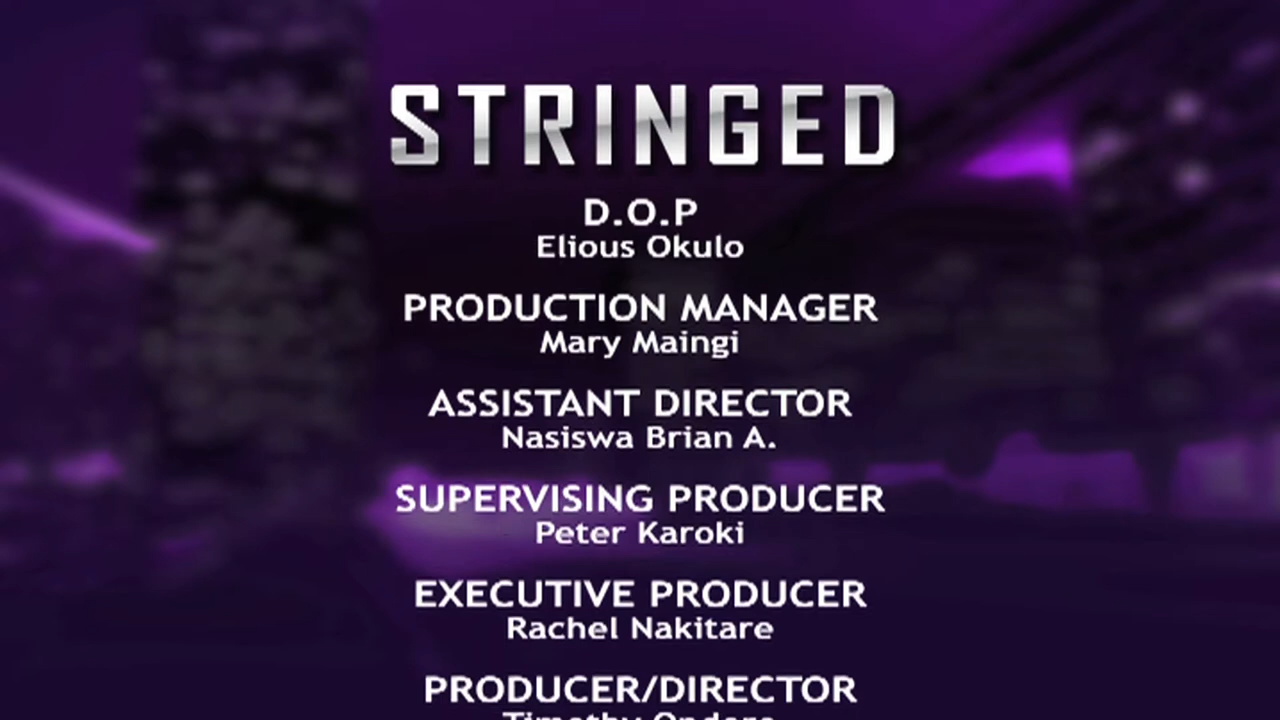 STRINGED
D.O.P
Elious Okulo
PRODUCTION MANAGER
Mary Maingi
ASSISTANT DIRECTOR
Nasiswa Brian A.
SUPERVISING PRODUCER
Peter Karoki
EXECUTIVE PRODUCER
Rachel Nakitare
PRODUCER/DIRECTOR
Timothy